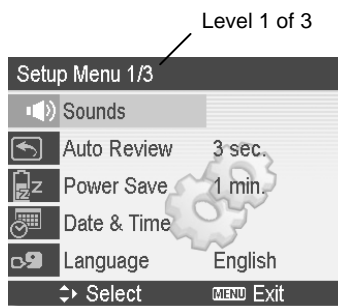 Level 1 of 3
Setup Menu 1/3
Sounds
Auto Review 3 sec.
Power Save 1 min.
Date & Time
Language English
Select MENU Exit